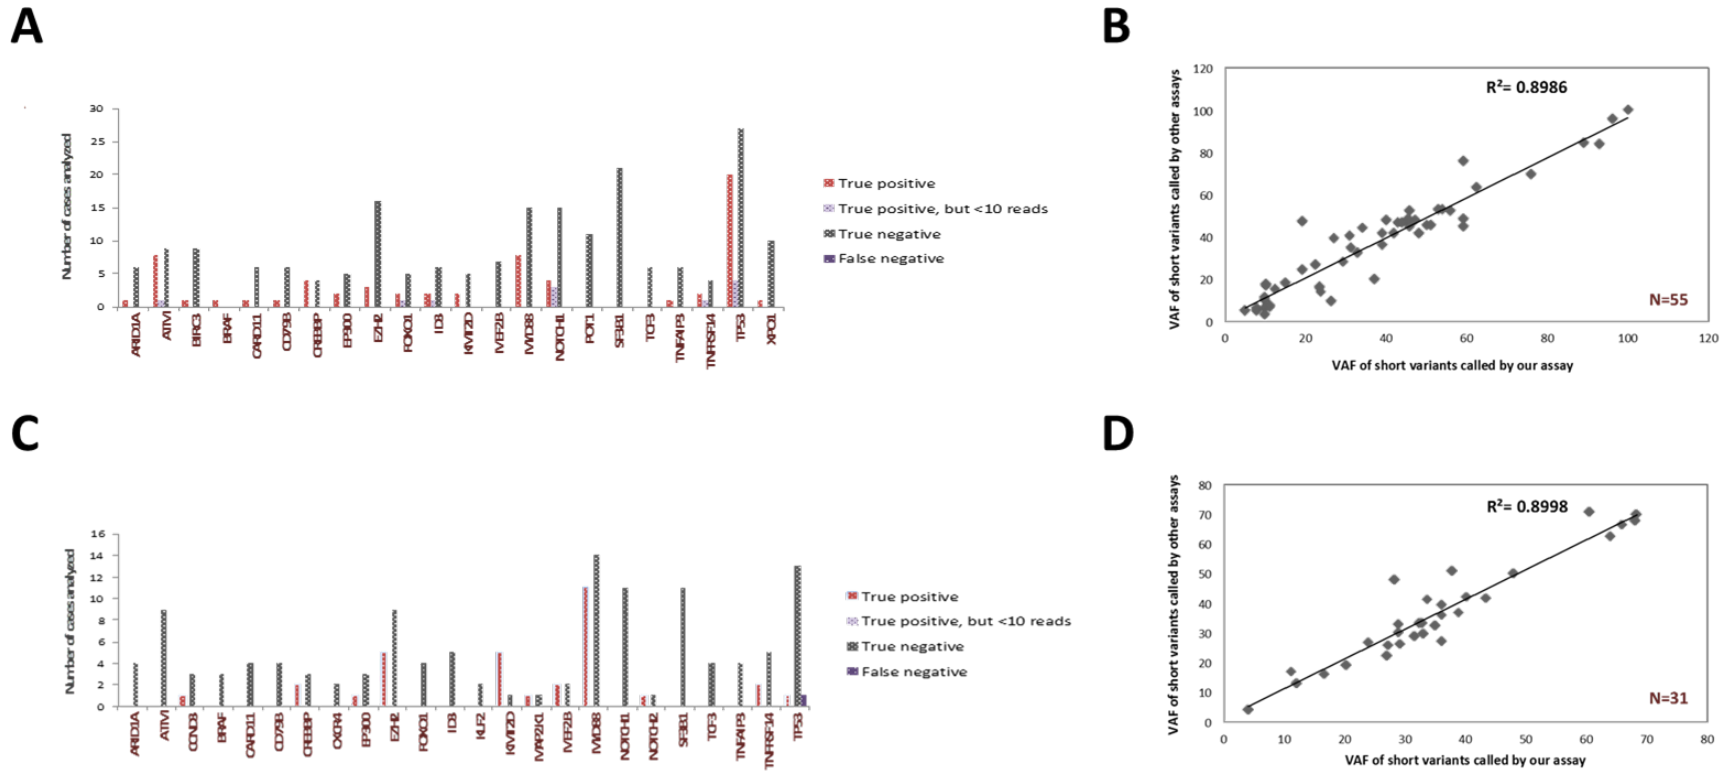 A
Number of cases analyzed
30
25
20
15
10
5
0
ARID1A
ATM
BIRC3
BRAF
CARD11
CD79B
CREBBP
EP300
EZH2
FOXO1
ID3
KMT2D
MEF2B
MYD88
NOTCH1
POT1
SF3B1
TCF3
TNFAIP3
TNFRSF14
TP53
XPO1
True positive
True positive, but <10 reads
True negative
False negative
B
VAF of short variants called by other assays
120
100
80
60
40
20
0
R²= 0.8986
N=55
0 20 40 60 80 100 120
VAF of short variants called by our assay
C
Number of cases analyzed
16
14
12
10
8
6
4
2
0
ARID1A
ATM
CCND3
BRAF
CARD11
CD79B
CREBBP
CXCR4
EP300
EZH2
FOXO1
ID3
KLF2
KMT2D
MAP2K1
MEF2B
MYD88
NOTCH1
NOTCH2
SF3B1
TCF3
TNFAIP3
TNFRSF14
TP53
True positive
True positive, but <10 reads
True negative
False negative
D
VAF of short variants called by other assays
80
70
60
50
40
30
20
10
0
R²= 0.8998
N=31
0 10 20 30 40 50 60 70 80
VAF of short variants called by our assay